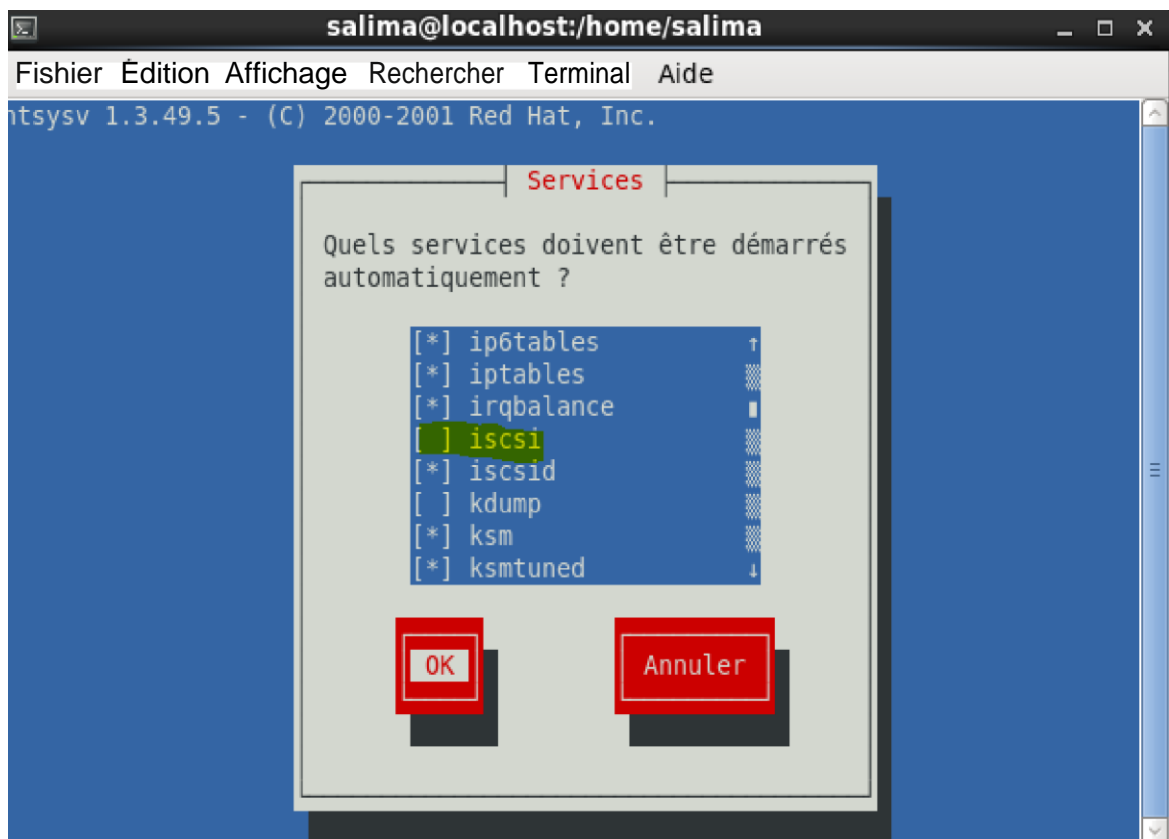 salima@localhost:/home/salima
Fishier Édition Affichage Rechercher Terminal Aide
ntsysv 1.3.49.5 - (C) 2000-2001 Red Hat, Inc.
Services
Quels services doivent être démarrés
automatiquement ?
[*] ip6tables
[*] iptables
[*] irqbalance
[ ] iscsi
[*] iscsid
[ ] kdump
[*] ksm
[*] ksmtuned
OK Annuler